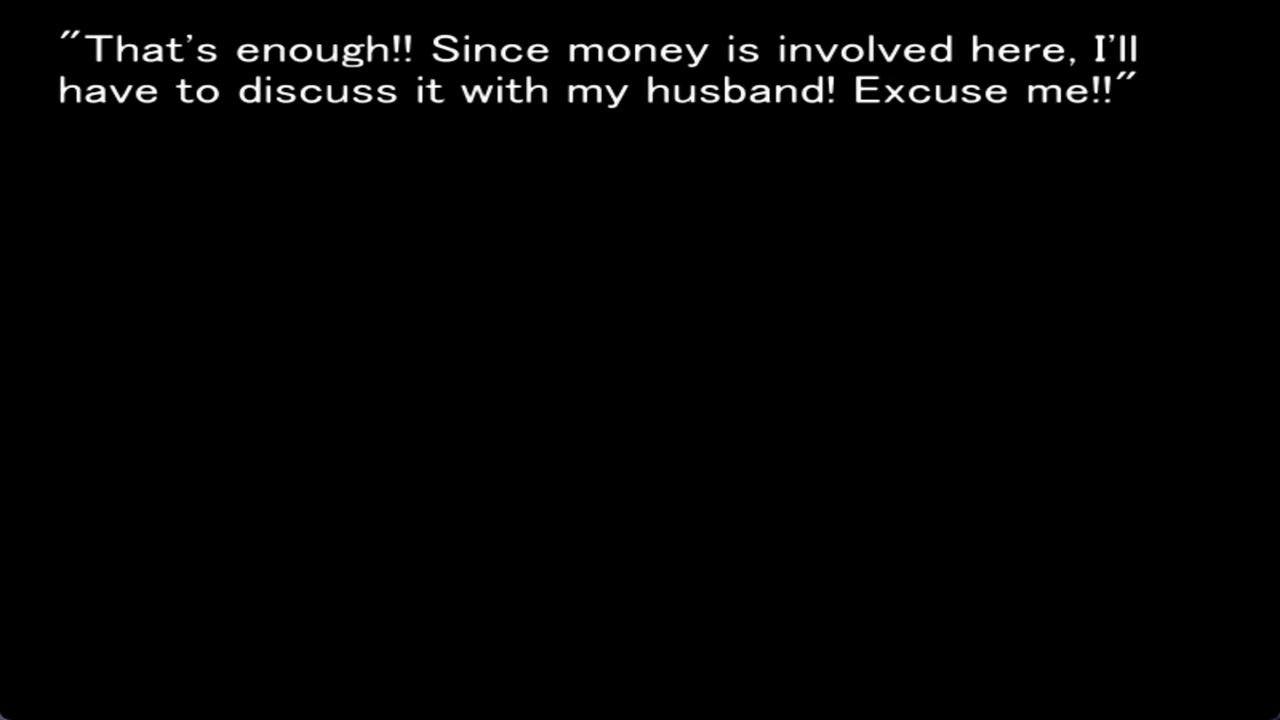 "That's enough!! Since money is involved here, I'll
have to discuss it with my husband! Excuse me!!"